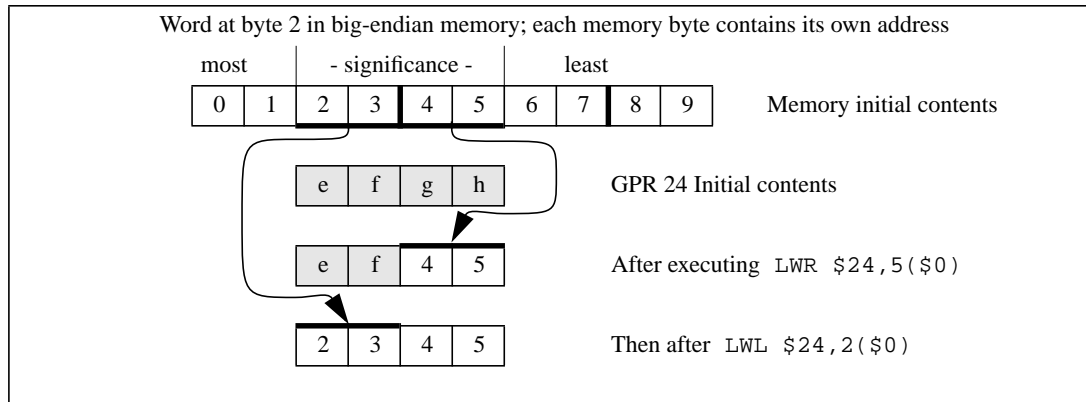 Word at byte 2 in big-endian memory; each memory byte contains its own address
most - significance - least
0 1 2 3 4 5 6 7 8 9 Memory initial contents
e f g h GPR 24 Initial contents
e f 4 5 After executing LWR $24,5($0)
2 3 4 5 Then after LWL $24,2($0)